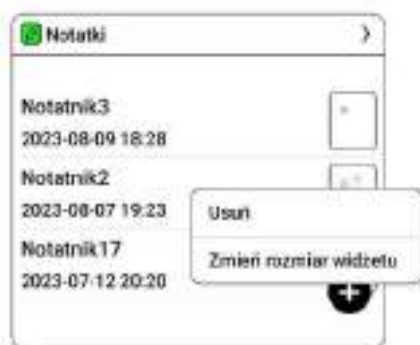 Notatki
Notatnik3
2023-08-09 18:28
Notatnik2
2023-08-07 19:23
Notatnik17
2023-07-12 20:20
Usuń
Zmień rozmiar widżetu